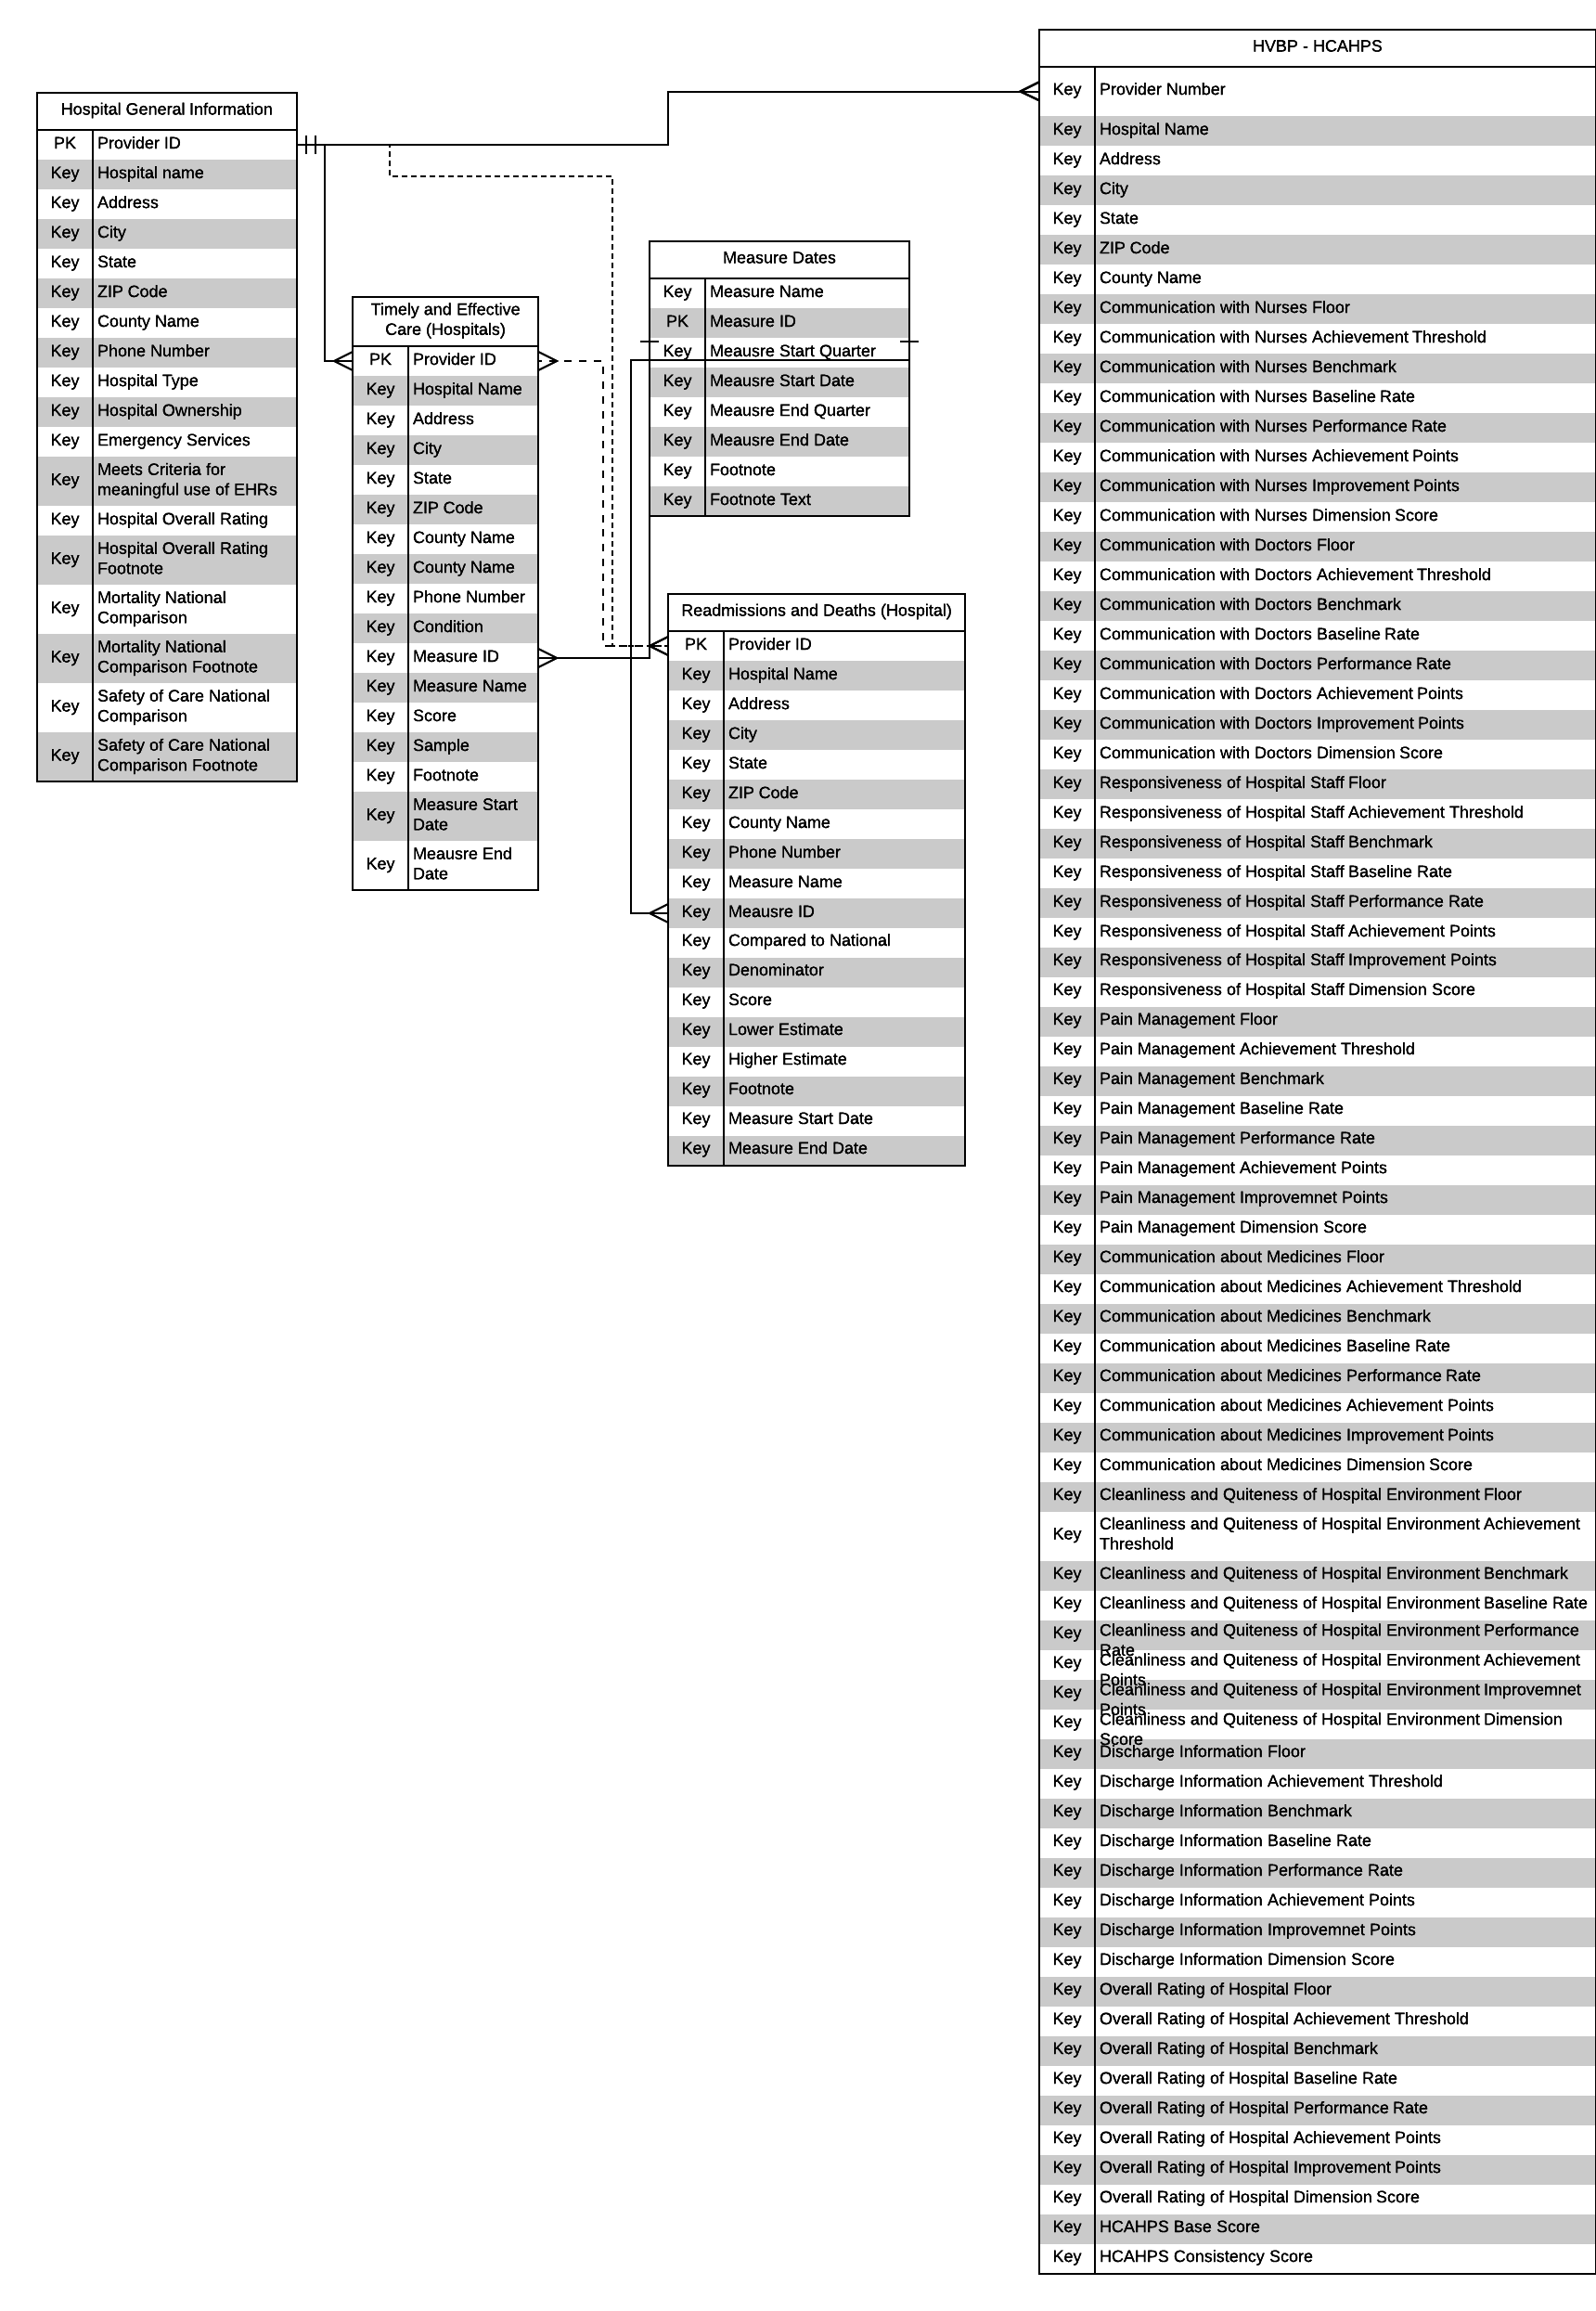 Hospital General Information
PK Provider ID
Key Hospital name
Key Address
Key City
Key State
Key ZIP Code
Key County Name
Key Phone Number
Key Hospital Type
Key Hospital Ownership
Key Emergency Services
Key Meets Criteria for
meaningful use of EHRs
Key Hospital Overall Rating
Key Hospital Overall Rating
Footnote
Key Mortality National
Comparison
Key Mortality National
Comparison Footnote
Key Safety of Care National
Comparison
Key Safety of Care National
Comparison Footnote
Timely and Effective
Care (Hospitals)
PK Provider ID
Key Hospital Name
Key Address
Key City
Key State
Key ZIP Code
Key County Name
Key County Name
Key Phone Number
Key Condition
Key Measure ID
Key Measure Name
Key Score
Key Sample
Key Footnote
Key Measure Start
Date
Key Meausre End
Date
Measure Dates
Key Measure Name
PK Measure ID
Key Meausre Start Quarter
Key Meausre Start Date
Key Meausre End Quarter
Key Meausre End Date
Key Footnote
Key Footnote Text
Readmissions and Deaths (Hospital)
PK Provider ID
Key Hospital Name
Key Address
Key City
Key State
Key ZIP Code
Key County Name
Key Phone Number
Key Measure Name
Key Meausre ID
Key Compared to National
Key Denominator
Key Score
Key Lower Estimate
Key Higher Estimate
Key Footnote
Key Measure Start Date
Key Measure End Date
HVBP - HCAHPS
Key Provider Number
Key Hospital Name
Key Address
Key City
Key State
Key ZIP Code
Key County Name
Key Communication with Nurses Floor
Key Communication with Nurses Achievement Threshold
Key Communication with Nurses Benchmark
Key Communication with Nurses Baseline Rate
Key Communication with Nurses Performance Rate
Key Communication with Nurses Achievement Points
Key Communication with Nurses Improvement Points
Key Communication with Nurses Dimension Score
Key Communication with Doctors Floor
Key Communication with Doctors Achievement Threshold
Key Communication with Doctors Benchmark
Key Communication with Doctors Baseline Rate
Key Communication with Doctors Performance Rate
Key Communication with Doctors Achievement Points
Key Communication with Doctors Improvement Points
Key Communication with Doctors Dimension Score
Key Responsiveness of Hospital Staff Floor
Key Responsiveness of Hospital Staff Achievement Threshold
Key Responsiveness of Hospital Staff Benchmark
Key Responsiveness of Hospital Staff Baseline Rate
Key Responsiveness of Hospital Staff Performance Rate
Key Responsiveness of Hospital Staff Achievement Points
Key Responsiveness of Hospital Staff Improvement Points
Key Responsiveness of Hospital Staff Dimension Score
Key Pain Management Floor
Key Pain Management Achievement Threshold
Key Pain Management Benchmark
Key Pain Management Baseline Rate
Key Pain Management Performance Rate
Key Pain Management Achievement Points
Key Pain Management Improvemnet Points
Key Pain Management Dimension Score
Key Communication about Medicines Floor
Key Communication about Medicines Achievement Threshold
Key Communication about Medicines Benchmark
Key Communication about Medicines Baseline Rate
Key Communication about Medicines Performance Rate
Key Communication about Medicines Achievement Points
Key Communication about Medicines Improvement Points
Key Communication about Medicines Dimension Score
Key Cleanliness and Quiteness of Hospital Environment Floor
Key Cleanliness and Quiteness of Hospital Environment Achievement
Threshold
Key Cleanliness and Quiteness of Hospital Environment Benchmark
Key Cleanliness and Quiteness of Hospital Environment Baseline Rate
Key Cleanliness and Quiteness of Hospital Environment Performance
Rate
Key Cleanliness and Quiteness of Hospital Environment Achievement
Points
Key Cleanliness and Quiteness of Hospital Environment Improvemnet
Points
Key Cleanliness and Quiteness of Hospital Environment Dimension
Score
Key Discharge Information Floor
Key Discharge Information Achievement Threshold
Key Discharge Information Benchmark
Key Discharge Information Baseline Rate
Key Discharge Information Performance Rate
Key Discharge Information Achievement Points
Key Discharge Information Improvemnet Points
Key Discharge Information Dimension Score
Key Overall Rating of Hospital Floor
Key Overall Rating of Hospital Achievement Threshold
Key Overall Rating of Hospital Benchmark
Key Overall Rating of Hospital Baseline Rate
Key Overall Rating of Hospital Performance Rate
Key Overall Rating of Hospital Achievement Points
Key Overall Rating of Hospital Improvement Points
Key Overall Rating of Hospital Dimension Score
Key HCAHPS Base Score
Key HCAHPS Consistency Score